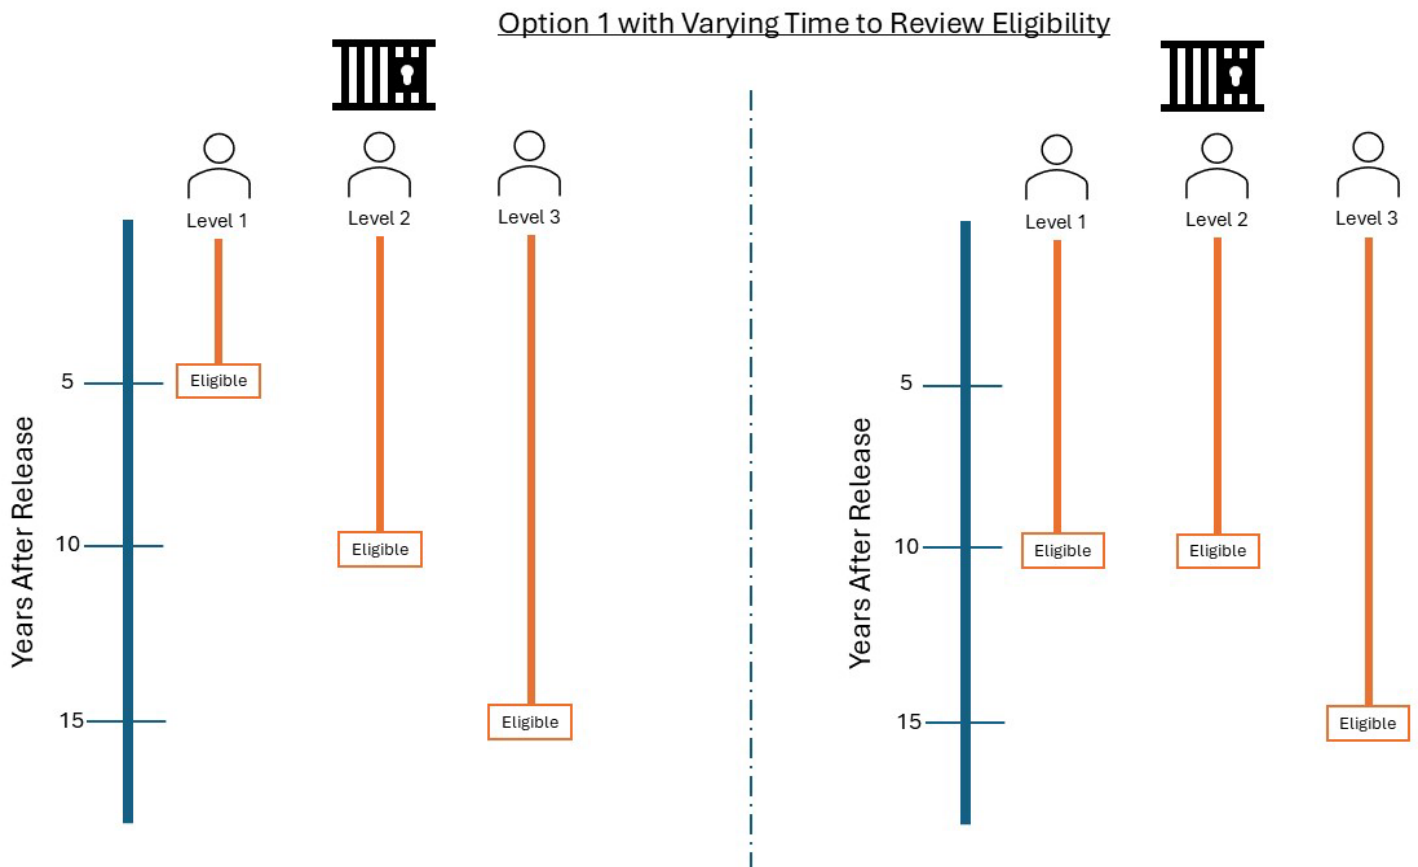 Option 1 with Varying Time to Review Eligibility
Level 1
Level 2
Level 3
5
Eligible
10
Eligible
15
Eligible
Years After Release
Level 1
Level 2
Level 3
5
10
Eligible
Eligible
15
Eligible
Years After Release